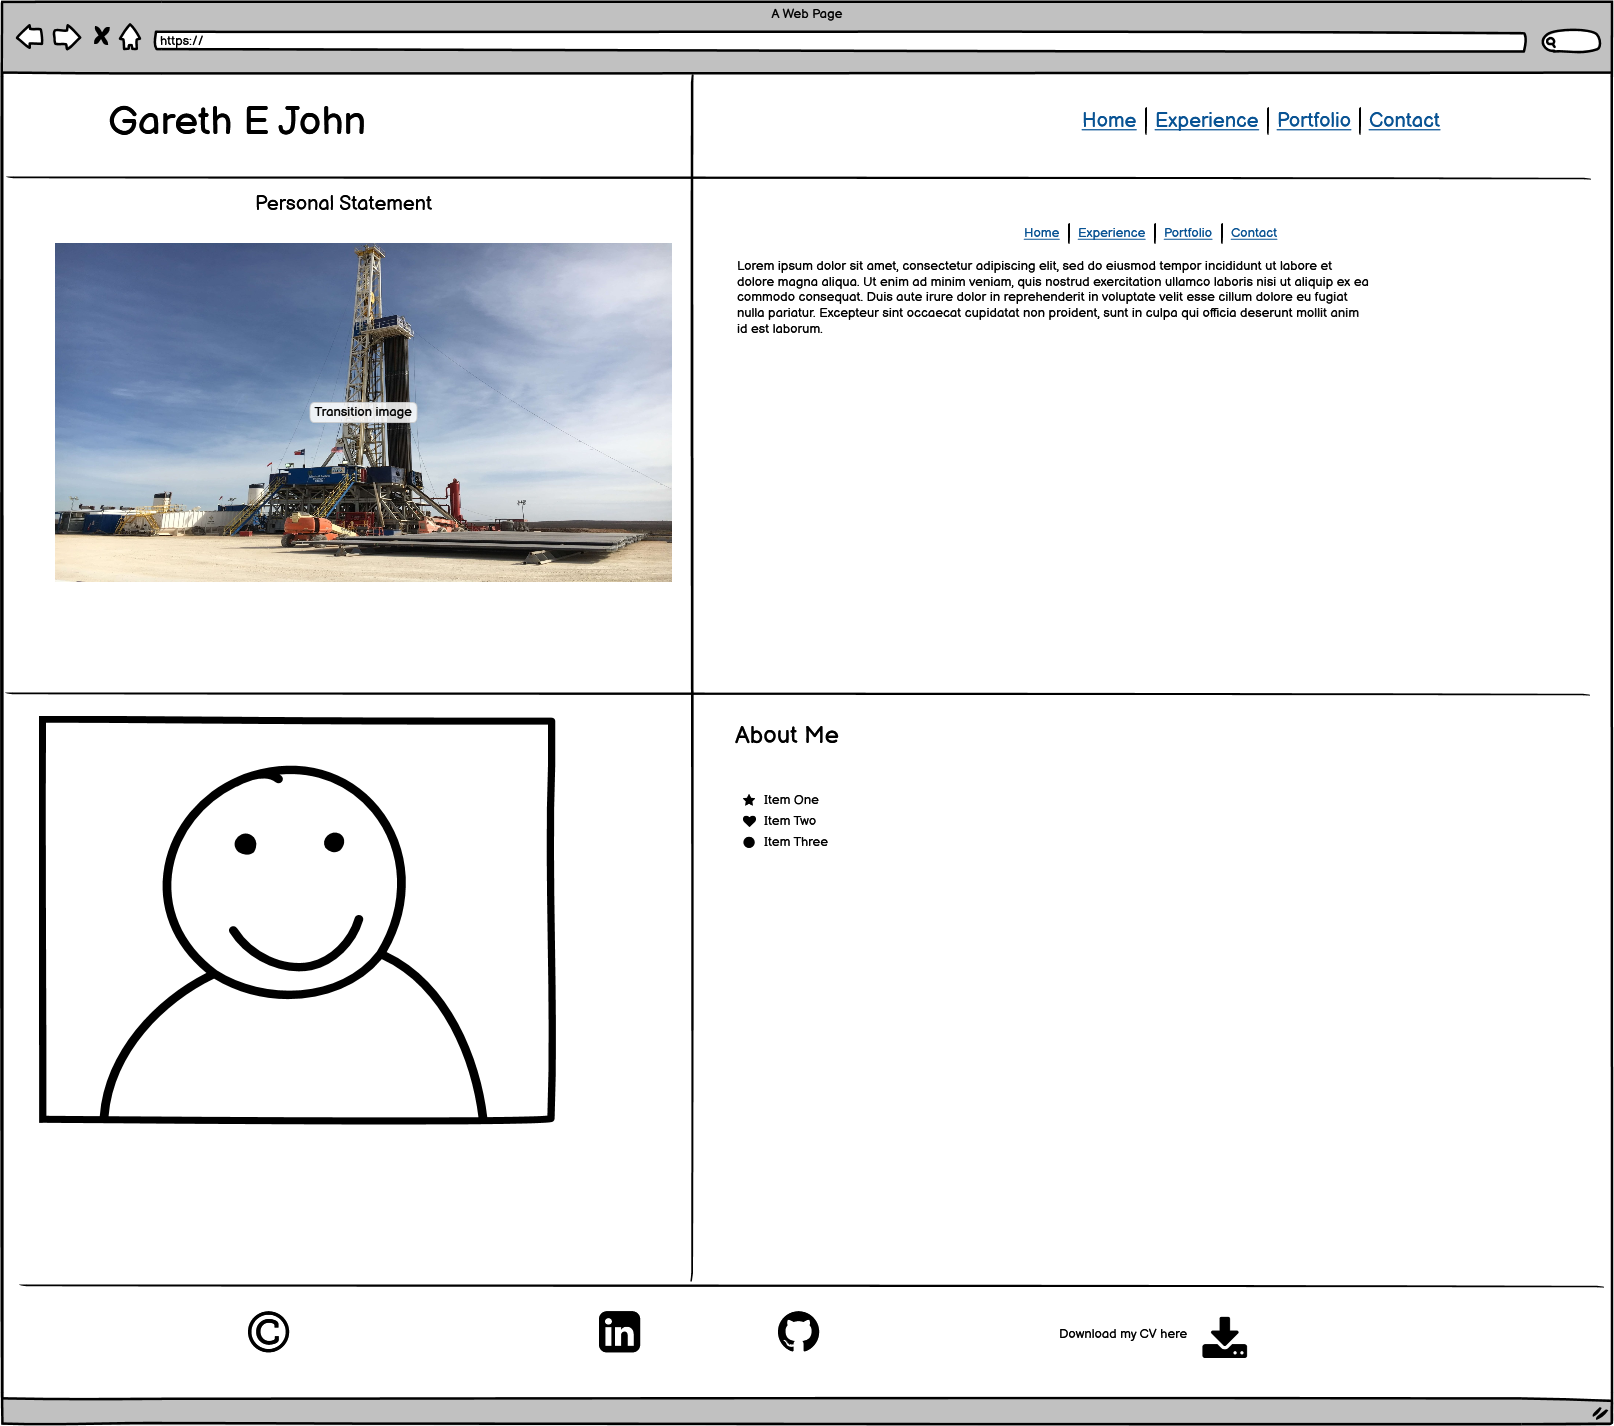 A Web Page
https://
Gareth E John
Home Experience Portfolio Contact
Personal Statement
Transition image
Home Experience Portfolio Contact
Lorem ipsum dolor sit amet, consectetur adipiscing elit, sed do eiusmod tempor incididunt ut labore et
dolore magna aliqua. Ut enim ad minim veniam, quis nostrud exercitation ullamco laboris nisi ut aliquip ex ea
commodo consequat. Duis aute irure dolor in reprehenderit in voluptate velit esse cillum dolore eu fugiat
nulla pariatur. Excepteur sint occaecat cupidatat non proident, sunt in culpa qui officia deserunt mollit anim
id est laborum.
About Me
Item One
Item Two
Item Three
©
in
Download my CV here